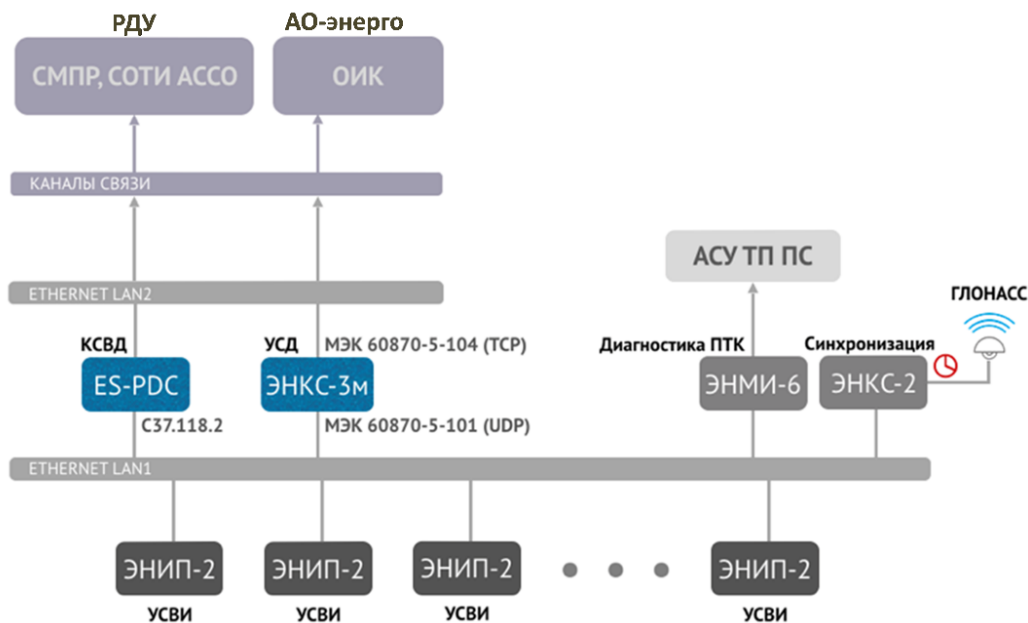 РДУ
АО-энерго
СМПР, СОТИ АССО
ОИК
КАНАЛЫ СВЯЗИ
АСУ ТП ПС
ETHERNET LAN2
ГЛОНАСС
КСВД
УСД
МЭК 60870-5-104 (TCP)
Диагностика ПТК
Синхронизация
ES-PDC
ЭНКС-3м
ЭНМИ-6
ЭНКС-2
C37.118.2
МЭК 60870-5-101 (UDP)
ETHERNET LAN1
ЭНИП-2
ЭНИП-2
ЭНИП-2
ЭНИП-2
УСВИ
УСВИ
УСВИ
УСВИ